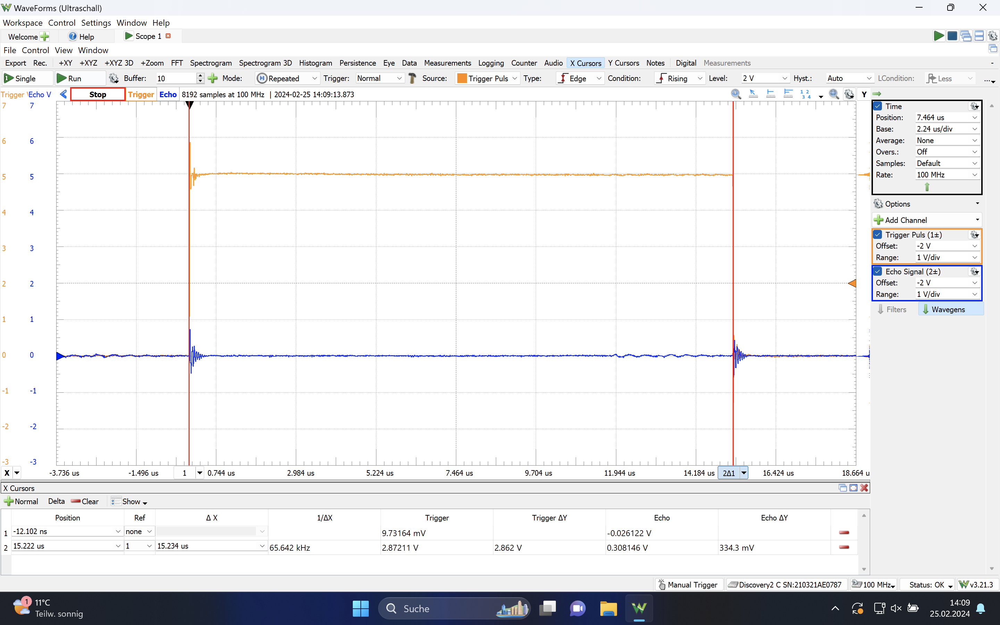 WaveForms (Ultraschall)
Workspace Control Settings Window Help
Welcome Help Scope 1
File Control View Window
Export Rec. +XY +XYZ +XYZ 3D +Zoom FFT Spectrogram Spectrogram 3D Histogram Persistence Eye Data Measurements Logging Counter Audio X Cursors Y Cursors Notes Digital Measurements -
1 Single Run Buffer: 10 Mode: Repeated Trigger: Normal Source: Trigger Puls Type: Edge Condition: Rising Level: 2 V Hyst.: Auto LCondition: Less ...
Trigger V Echo V Stop Trigger Echo 8192 samples at 100 MHz | 2024-02-25 14:09:13.873 1 1 2 3 4 Y
7 7
6 6
5 5
4 4
3 3
2 2
1 1
0 0
-1 -1
-2 -2
-3 -3
X -3.736 us -1.496 us 1 0.744 us 2.984 us 5.224 us 7.464 us 9.704 us 11.944 us 14.184 us 2Δ1 16.424 us 18.664 u
Time
Position: 7.464 us
Base: 2.24 us/div
Average: None
Overs.: Off
Samples: Default
Rate: 100 MHz
Options
Add Channel
Trigger Puls (1±)
Offset: -2 V
Range: 1 V/div
Echo Signal (2±)
Offset: -2 V
Range: 1 V/div
Filters Wavegens
X Cursors
Normal Delta Clear Show
Position Ref Δ X 1/ΔX Trigger Trigger ΔY Echo Echo ΔY
1 -12.102 ns none 9.73164 mV -0.026122 V
2 15.222 us 1 15.234 us 65.642 kHz 2.87211 V 2.862 V 0.308146 V 334.3 mV
Manual Trigger Discovery2 C SN:210321AE0787 100 MHz Status: OK v3.21.3
1 11°C
Teilw. sonnig
Suche
14:09
25.02.2024